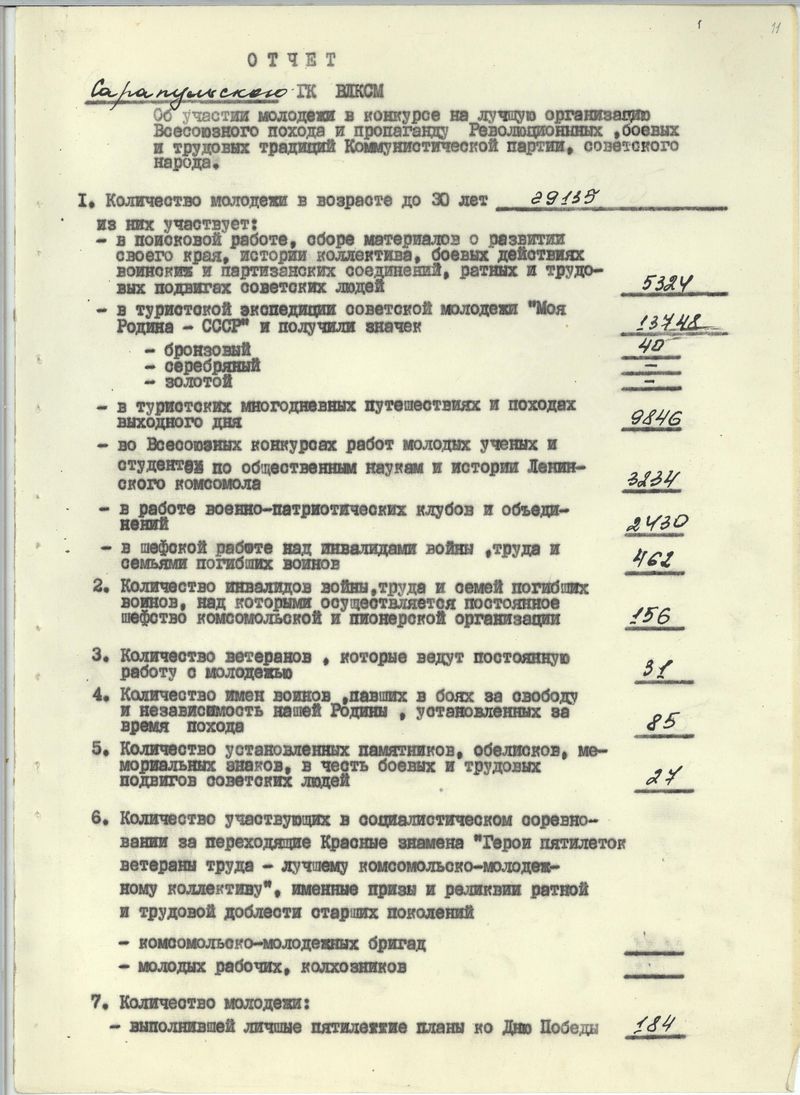 11
ОТЧЕТ
Сарапульского ГК ВЛКСМ
Об участии молодежи в конкурсе на лучшую организацию
Всесоюзного похода и пропаганду Революционых ,боевых
и трудовых традиций Коммунистической партии, советского
народа.
I. Количество молодежи в возрасте до 30 лет 29135
из них участвует:
- в поисковой работе, сборе материалов о развитии
своего края, истории коллектива, боевых действиях
воинских и партизанских соединений, ратных и трудо-
вых подвигах советских людей 5324
- в туристской экспедиции советской молодежи "Моя
Родина - СССР" и получили значек 13748
- бронзовый 40
- серебряный -
- золотой -
- в туристских многодневных путешествиях и походах
выходного дня 9846
- во Всесоюзных конкурсах работ молодых ученых и
студентов по общественным наукам и истории Ленин-
ского комсомола 3234
- в работе военно-патриотических клубов и объеди-
нений 2430
- в шефской работе над инвалидами войны ,труда и
семьями погибших воинов 462
2. Количество инвалидов войны,труда и семей погибших
воинов, над которыми осуществляется постоянное
шефство комсомольской и пионерской организации 156
3. Количество ветеранов , которые ведут постоянную
работу с молодежью 31
4. Количество имен воинов ,павших в боях за свободу
и независимость нашей Родины , установленных за
время похода 85
5. Количество установленных памятников, обелисков, ме-
мориальных знаков, в честь боевых и трудовых
подвигов советских людей 27
6. Количество участвующих в социалистическом соревно-
вании за переходящие Красные знамена "Герои пятилеток
ветераны труда - лучшему комсомольско-молодеж-
ному коллективу", именные призы и реликвии ратной
и трудовой доблести старших поколений
- комсомольско-молодежных бригад
- молодых рабочих, колхозников
7. Количество молодежи:
- выполнившей личные пятилетние планы ко Дню Победы 184